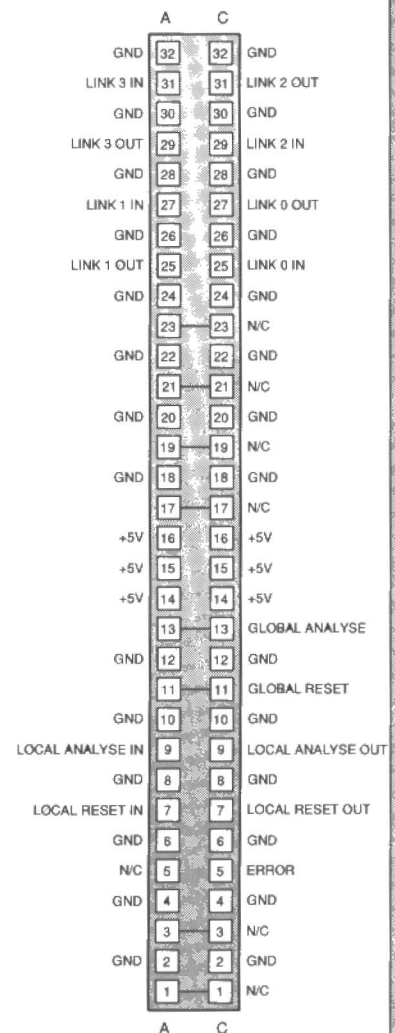 A C
GND 32 32 GND
LINK 3 IN 31 31 LINK 2 OUT
GND 30 30 GND
LINK 3 OUT 29 29 LINK 2 IN
GND 28 28 GND
LINK 1 IN 27 27 LINK 0 OUT
GND 26 26 GND
LINK 1 OUT 25 25 LINK 0 IN
GND 24 24 GND
23 23 N/C
GND 22 22 GND
21 21 N/C
GND 20 20 GND
19 19 N/C
GND 18 18 GND
17 17 N/C
+5V 16 16 +5V
+5V 15 15 +5V
+5V 14 14 +5V
13 13 GLOBAL ANALYSE
GND 12 12 GND
11 11 GLOBAL RESET
GND 10 10 GND
LOCAL ANALYSE IN 9 9 LOCAL ANALYSE OUT
GND 8 8 GND
LOCAL RESET IN 7 7 LOCAL RESET OUT
GND 6 6 GND
N/C 5 5 ERROR
GND 4 4 GND
3 3 N/C
GND 2 2 GND
1 1 N/C
A C